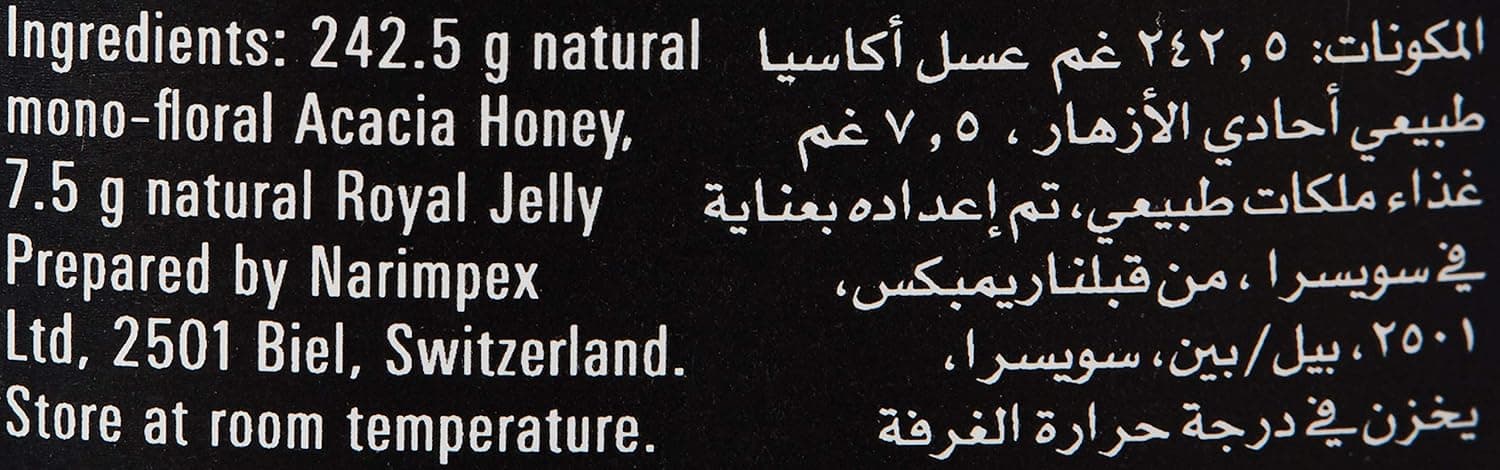 Ingredients: 242.5 g natural
mono-floral Acacia Honey,
7.5 g natural Royal Jelly
Prepared by Narimpex
Ltd, 2501 Biel, Switzerland.
Store at room temperature.
المكونات: ٢٤٢,٥ غم عسل أكاسيا
طبيعي أحادي الأزهار، ٧,٥ غم
غذاء ملكات طبيعي، تم إعداده بعناية
في سويسرا، من قبلناريمبكس،
٢٥٠١، بيل/بين، سويسرا،
يخزن في درجة حرارة الغرفة